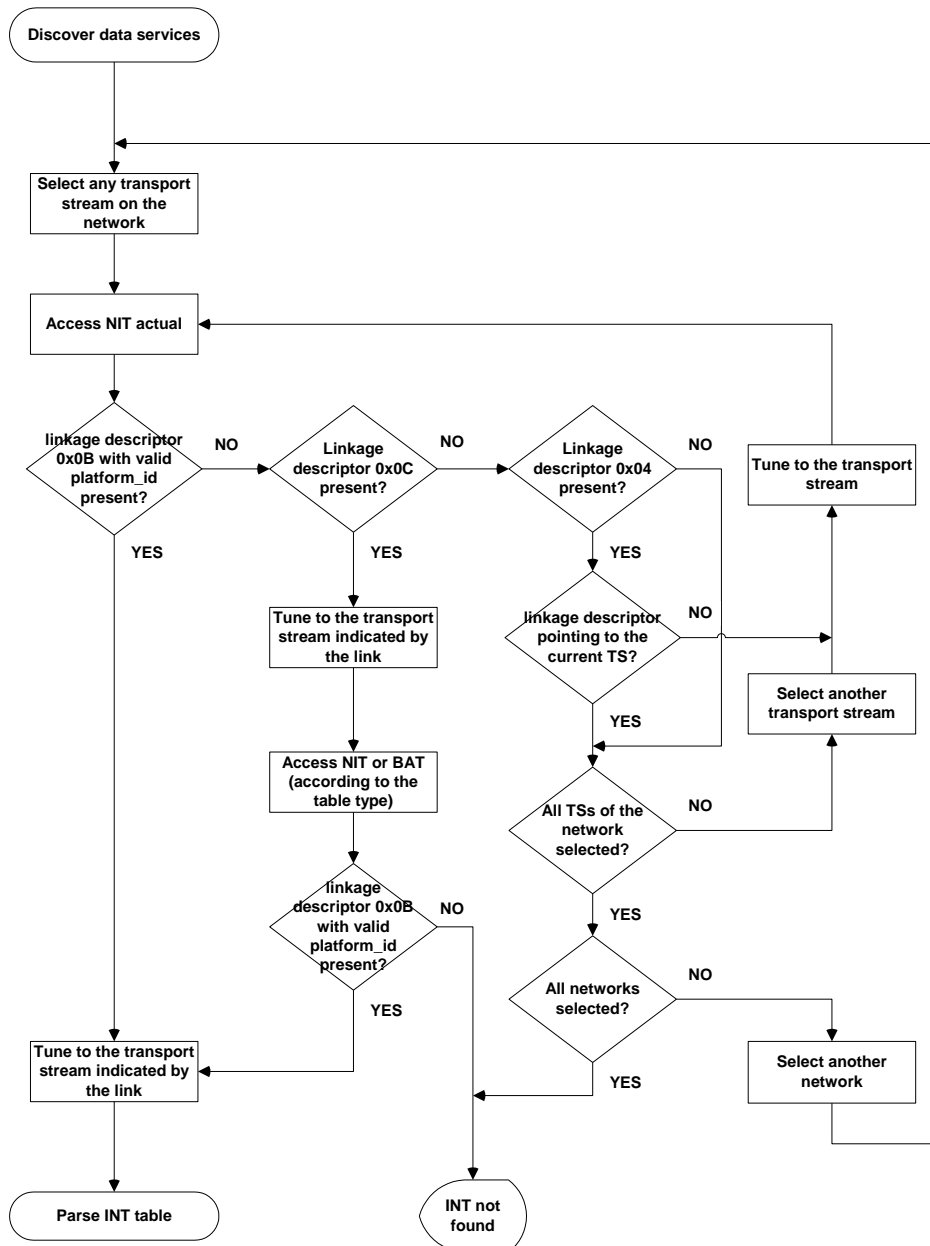 Discover data services
Select any transport
stream on the
network
Access NIT actual
linkage descriptor
0x0B with valid
platform_id
present?
NO
YES
Linkage
descriptor 0x0C
present?
NO
YES
Linkage
descriptor 0x04
present?
NO
YES
Tune to the transport
stream
Tune to the transport
stream indicated by
the link
linkage descriptor
pointing to the
current TS?
NO
YES
Select another
transport stream
Access NIT or BAT
(according to the
table type)
All TSs of the
network
selected?
NO
YES
linkage
descriptor 0x0B
with valid
platform_id
present?
NO
YES
All networks
selected?
NO
YES
Tune to the transport
stream indicated by
the link
Select another
network
Parse INT table
INT not
found